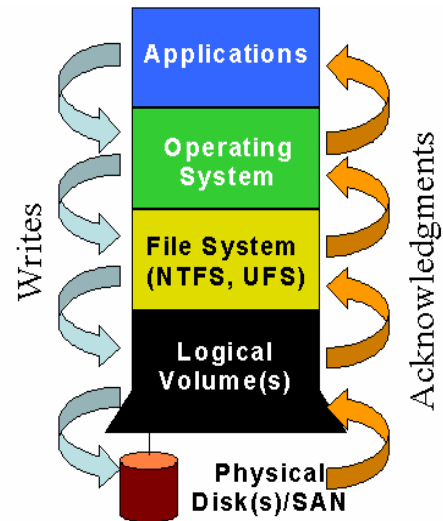 Applications
Operating
System
File System
(NTFS, UFS)
Logical
Volume(s)
Physical
Disk(s)/SAN
Writes
Acknowledgments